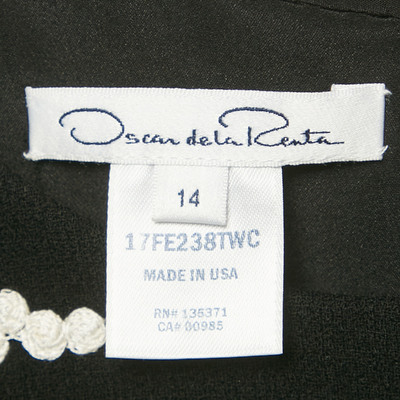 Oscar de la Renta
14
17FE238TWC
MADE IN USA
RN# 135371
CA# 00985